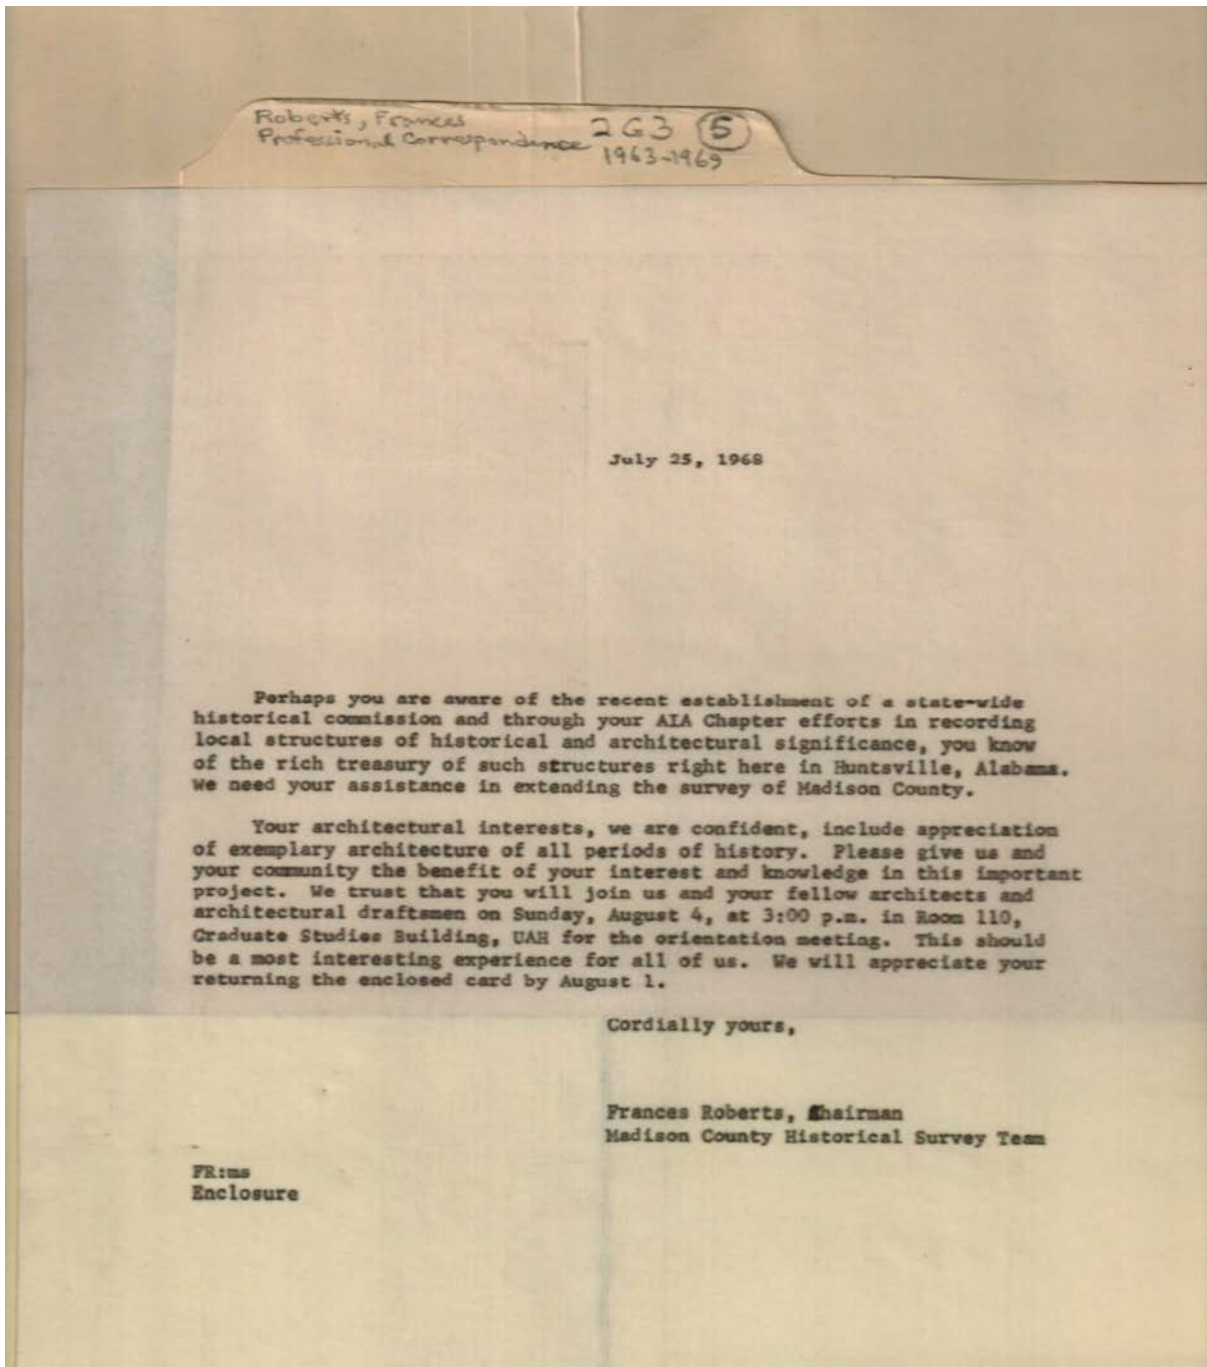 Roberts, Frances
Professional Correspondence
2G3 5
1963-1969
July 25, 1968
Perhaps you are aware of the recent establishment of a state-wide
historical commission and through your AIA Chapter efforts in recording
local structures of historical and architectural significance, you know
of the rich treasury of such structures right here in Huntsville, Alabama.
We need your assistance in extending the survey of Madison County.
Your architectural interests, we are confident, include appreciation
of exemplary architecture of all periods of history. Please give us and
your community the benefit of your interest and knowledge in this important
project. We trust that you will join us and your fellow architects and
architectural draftsmen on Sunday, August 4, at 3:00 p.m. in Room 110,
Graduate Studies Building, UAH for the orientation meeting. This should
be a most interesting experience for all of us. We will appreciate your
returning the enclosed card by August 1.
Cordially yours,
Frances Roberts, Chairman
Madison County Historical Survey Team
FR:ms
Enclosure